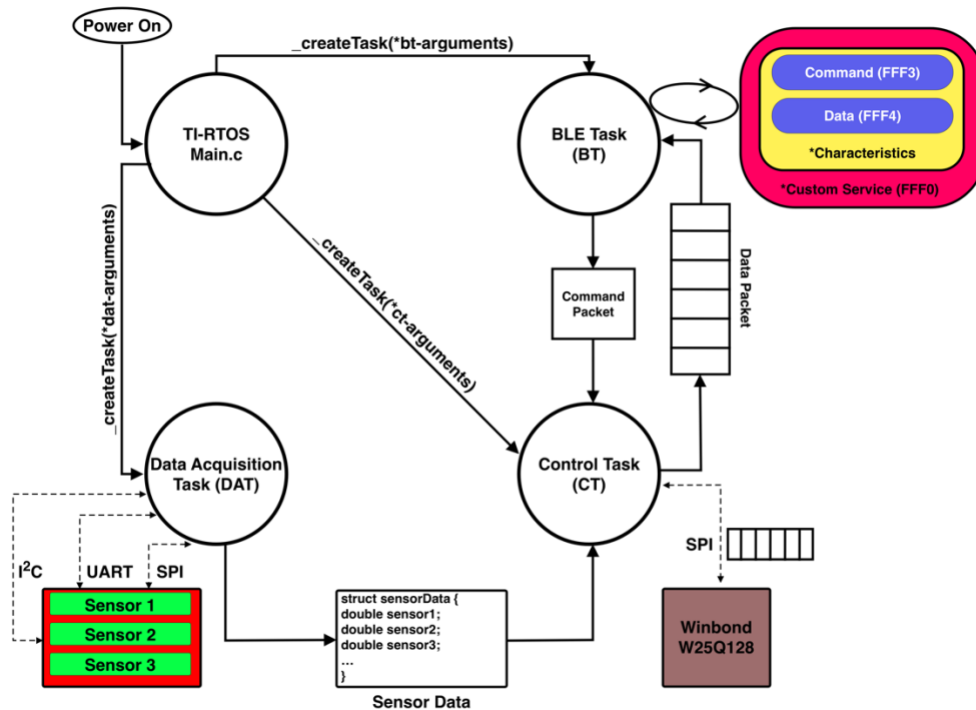 Power On
_createTask(*bt-arguments)
TI-RTOS
Main.c
BLE Task
(BT)
Command (FFF3)
Data (FFF4)
*Characteristics
*Custom Service (FFF0)
_createTask(*dat-arguments)
_createTask(*ct-arguments)
Command
Packet
Data Packet
Data Acquisition
Task (DAT)
Control Task
(CT)
I²C
UART
SPI
SPI
Sensor 1
Sensor 2
Sensor 3
struct sensorData {
double sensor1;
double sensor2;
double sensor3;
...
}
Sensor Data
Winbond
W25Q128